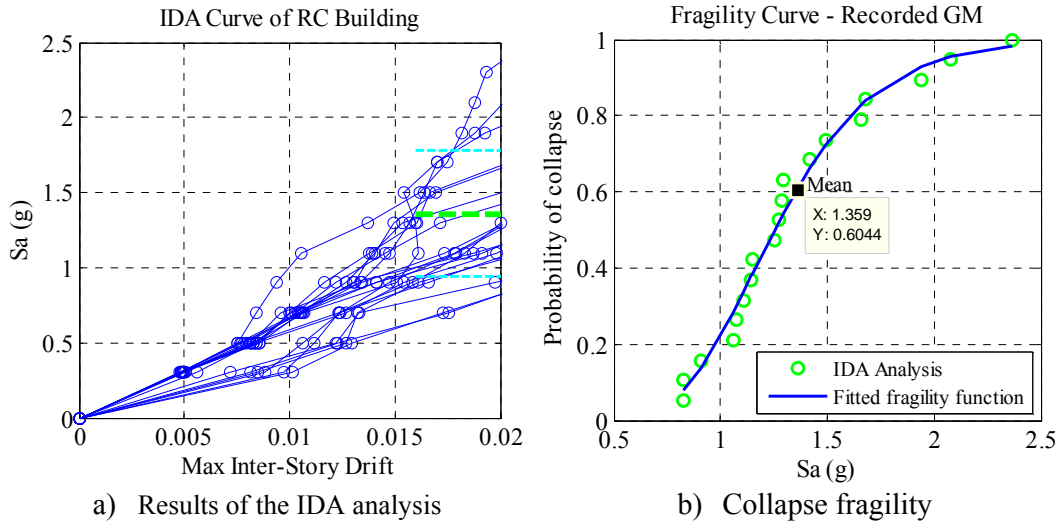 IDA Curve of RC Building
2.5
2
1.5
1
0.5
0
Sa (g)
0
0.005
0.01
0.015
0.02
Max Inter-Story Drift
a) Results of the IDA analysis
Fragility Curve - Recorded GM
1
0.8
0.6
0.4
0.2
0
Probability of collapse
Mean
X: 1.359
Y: 0.6044
IDA Analysis
Fitted fragility function
0.5
1
1.5
2
2.5
Sa (g)
b) Collapse fragility